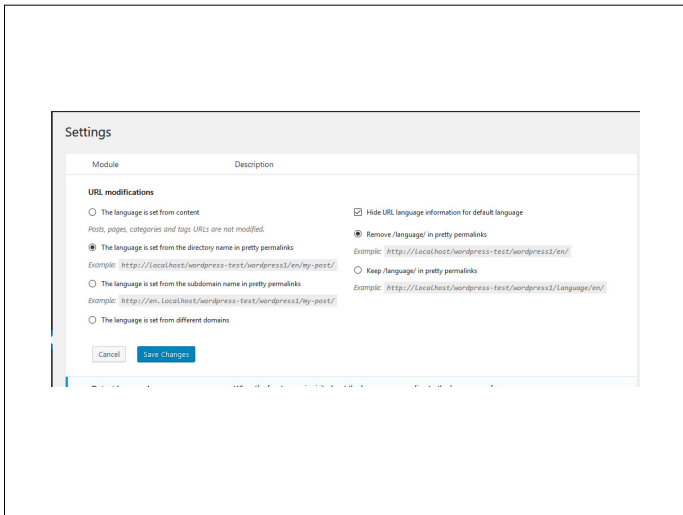 Settings
Module Description
URL modifications
The language is set from content
Posts, pages, categories and tags URLs are not modified.
The language is set from the directory name in pretty permalinks
Example: http://localhost/wordpress-test/wordpress1/en/my-post/
The language is set from the subdomain name in pretty permalinks
Example: http://en.localhost/wordpress-test/wordpress1/my-post/
The language is set from different domains
Hide URL language information for default language
Remove /language/ in pretty permalinks
Example: http://localhost/wordpress-test/wordpress1/en/
Keep /language/ in pretty permalinks
Example: http://localhost/wordpress-test/wordpress1/language/en/
Cancel Save Changes